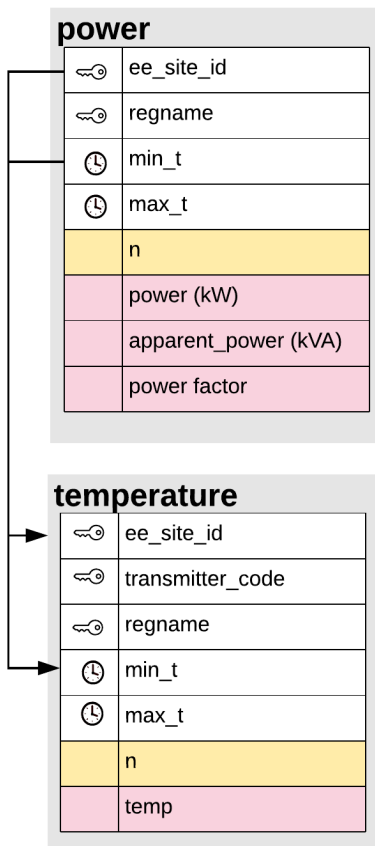 power
ee_site_id
regname
min_t
max_t
n
power (kW)
apparent_power (kVA)
power factor
temperature
ee_site_id
transmitter_code
regname
min_t
max_t
n
temp